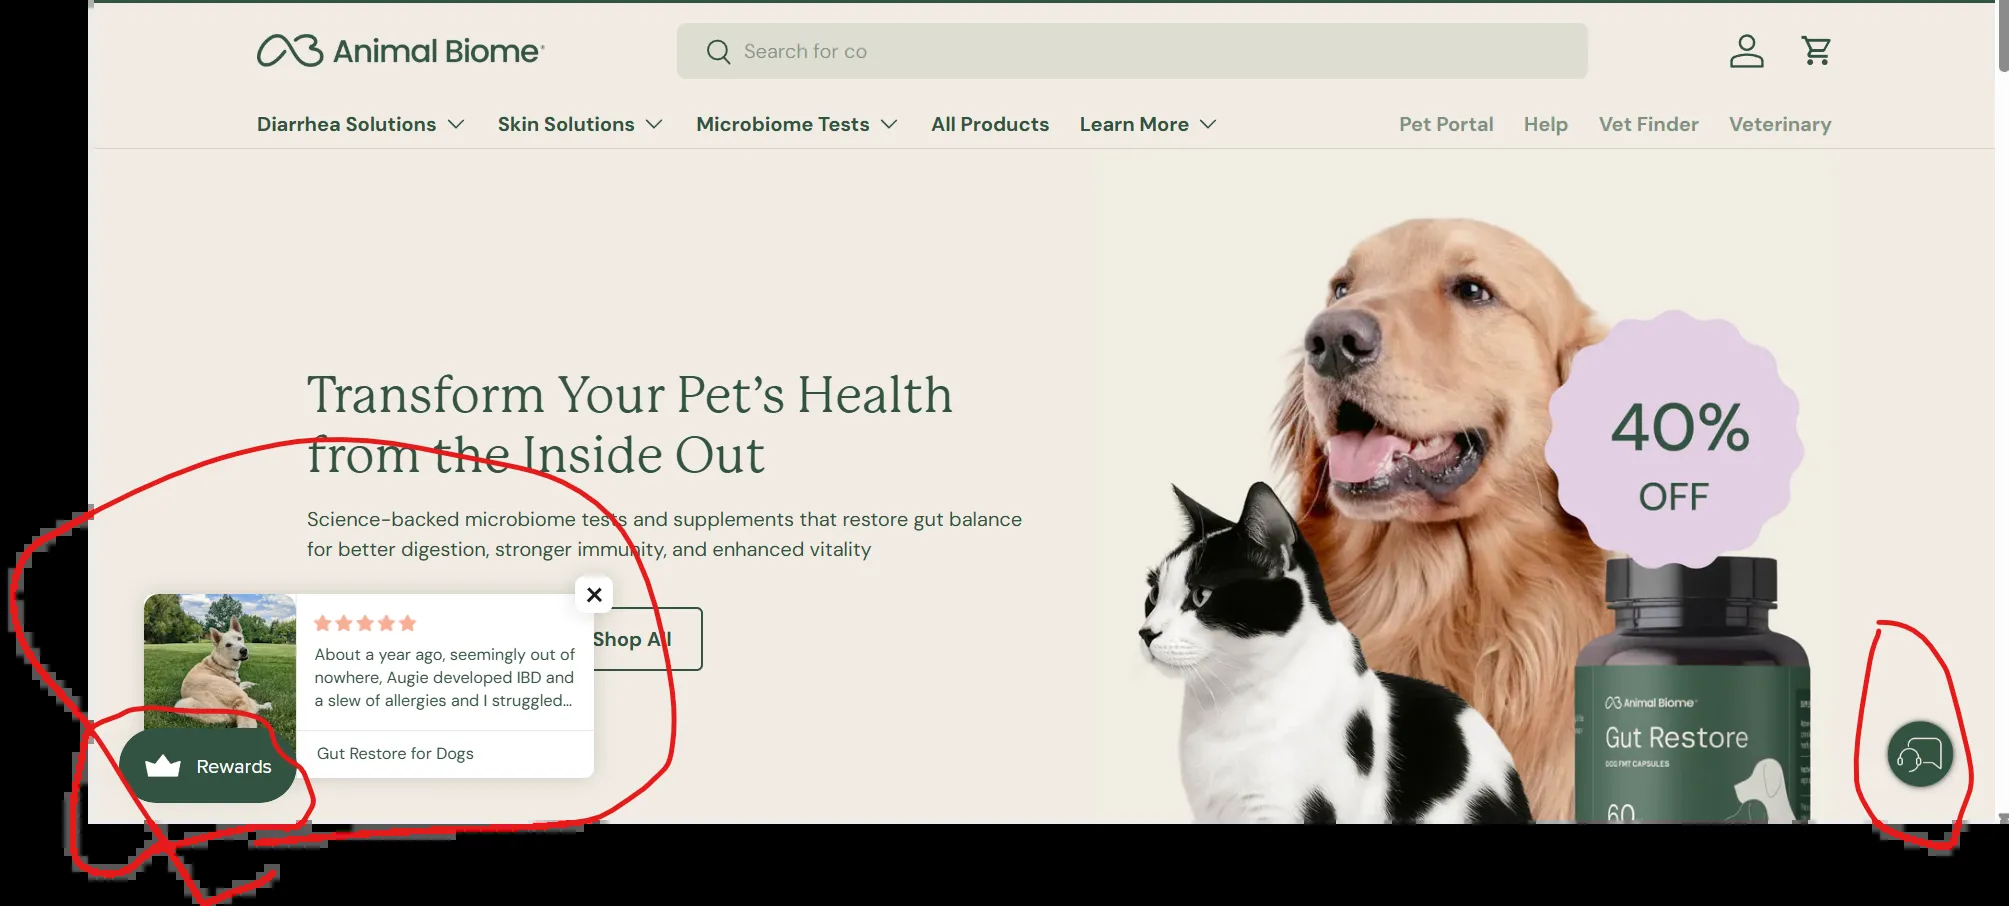 Animal Biome
Search for co
Diarrhea Solutions
Skin Solutions
Microbiome Tests
All Products
Learn More
Pet Portal
Help
Vet Finder
Veterinary
Transform Your Pet’s Health
from the Inside Out
Science-backed microbiome tests and supplements that restore gut balance
for better digestion, stronger immunity, and enhanced vitality
Shop All
About a year ago, seemingly out of
nowhere, Augie developed IBD and
a slew of allergies and I struggled...
Gut Restore for Dogs
Rewards
40%
OFF
Animal Biome
Gut Restore
DOG FMT CAPSULES
60